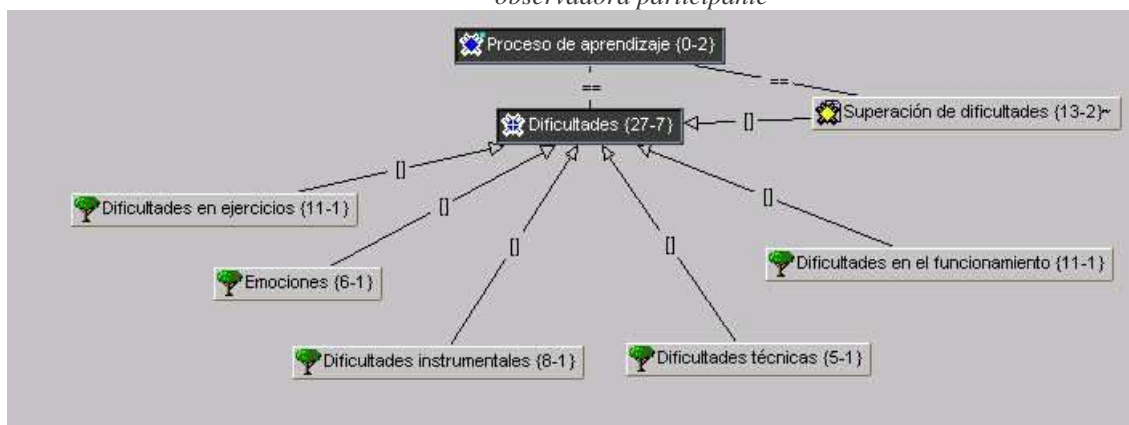 observadora participante
Proceso de aprendizaje {0-2}
==
==
Superación de dificultades {13-2}~
Dificultades {27-7}
[]
[]
[]
[]
[]
[]
Dificultades en ejercicios {11-1}
Dificultades en el funcionamiento {11-1}
Emociones {6-1}
Dificultades instrumentales {8-1}
Dificultades técnicas {5-1}